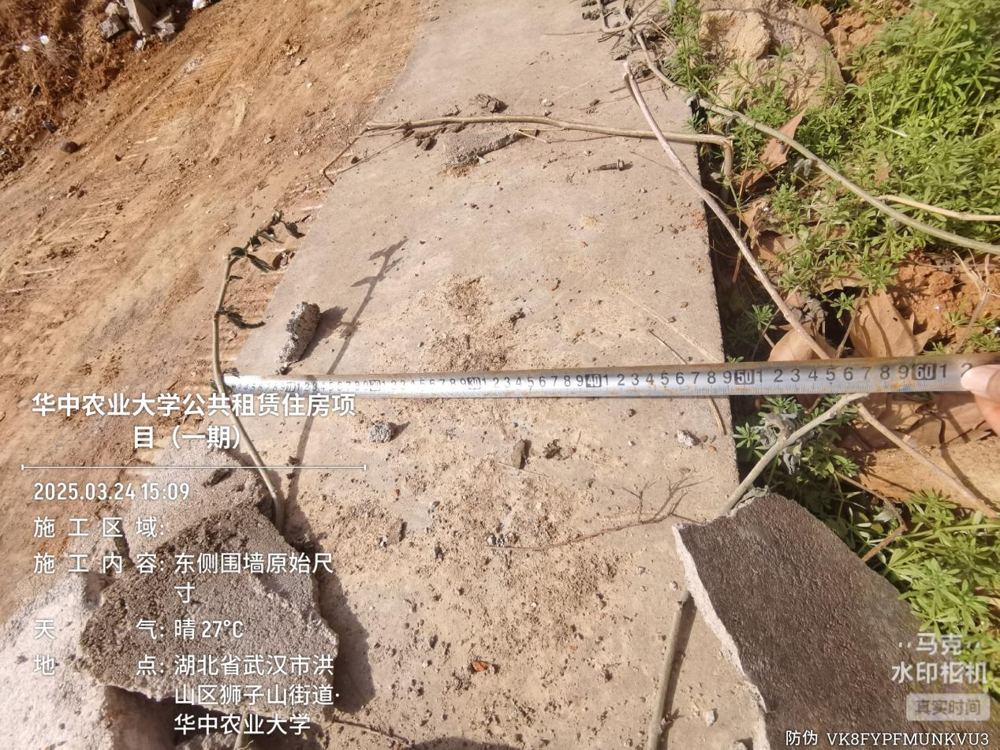 1 2 3 4 5 6 7 8 9 40 1 2 3 4 5 6 7 8 9 50 1 2 3 4 5 6 7 8 9 60 1 2
华中农业大学公共租赁住房项
目（一期）
2025.03.24 15:09
施工区域:
施工内容: 东侧围墙原始尺
寸
天气: 晴 27°C
地点: 湖北省武汉市洪
山区狮子山街道·
华中农业大学
马克
水印相机
真实时间
防伪 VK8FYPFMUNKVU3